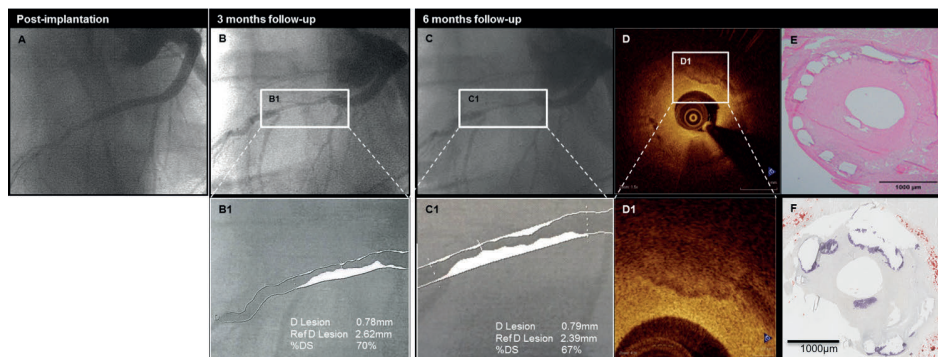 Post-implantation
3 months follow-up
6 months follow-up
A
B
B1
C
C1
D
D1
E
1000 µm
B1
D Lesion 0.78mm
Ref D Lesion 2.62mm
%DS 70%
C1
D Lesion 0.79mm
Ref D Lesion 2.39mm
%DS 67%
D1
F
1000µm